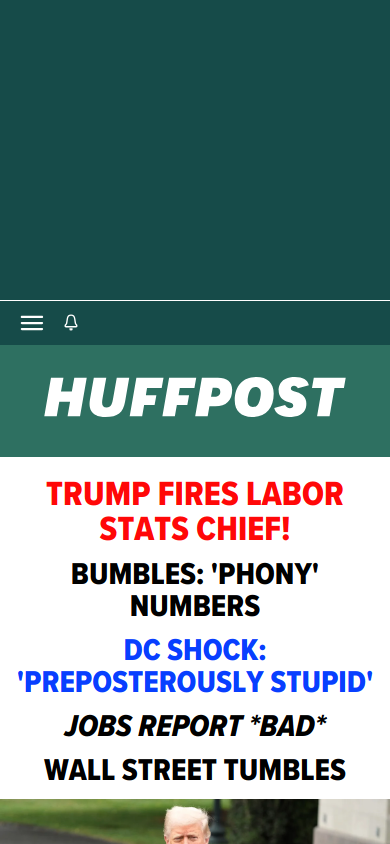 HUFFPOST
TRUMP FIRES LABOR
STATS CHIEF!
BUMBLES: 'PHONY'
NUMBERS
DC SHOCK:
'PREPOSTEROUSLY STUPID'
JOBS REPORT *BAD*
WALL STREET TUMBLES